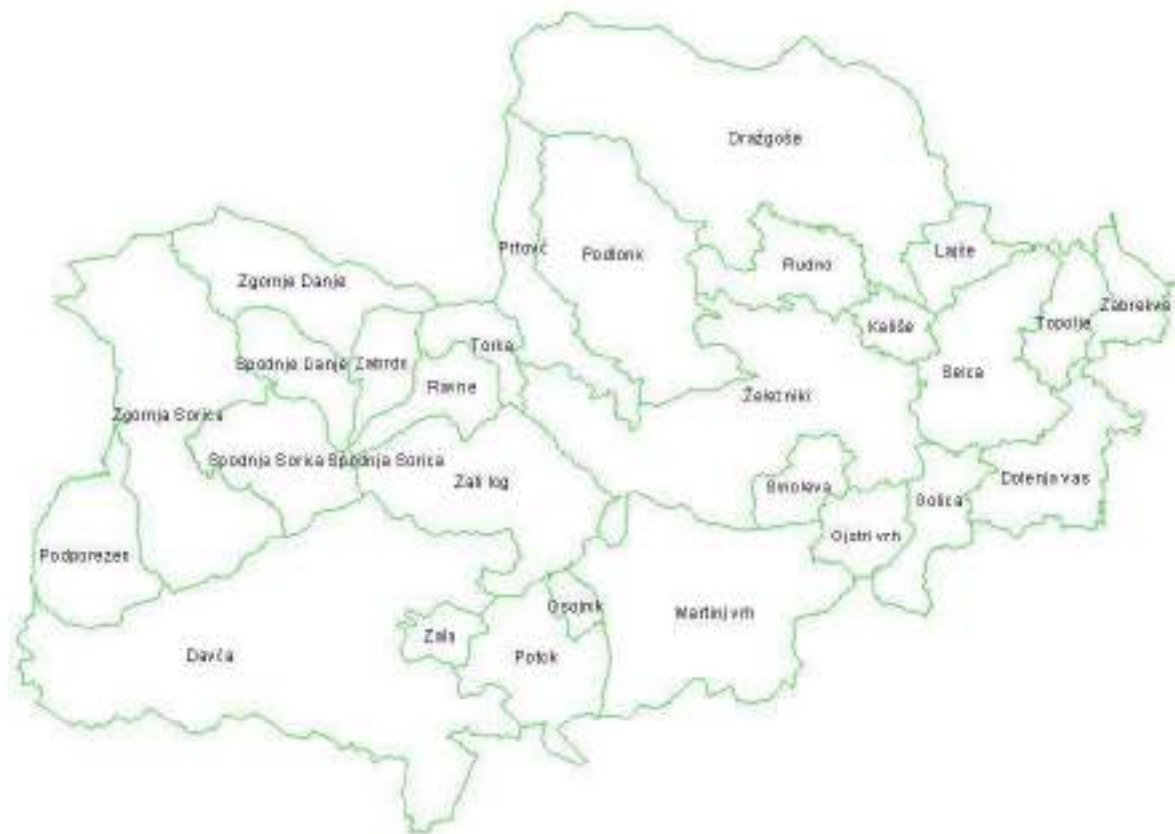 Dražgoše
Prtovč
Podlonk
Rudno
Lajše
Zgornje Danje
Zabrekve
Kališe
Topolje
Torka
Spodnje Danje
Zabrdo
Ravne
Selca
Železniki
Zgornja Sorica
Spodnja Sorica
Spodnja Sorica
Zali log
Smoleva
Dolenja vas
Golica
Ojstri vrh
Podporezen
Osojnik
Martinj vrh
Zala
Davča
Potok